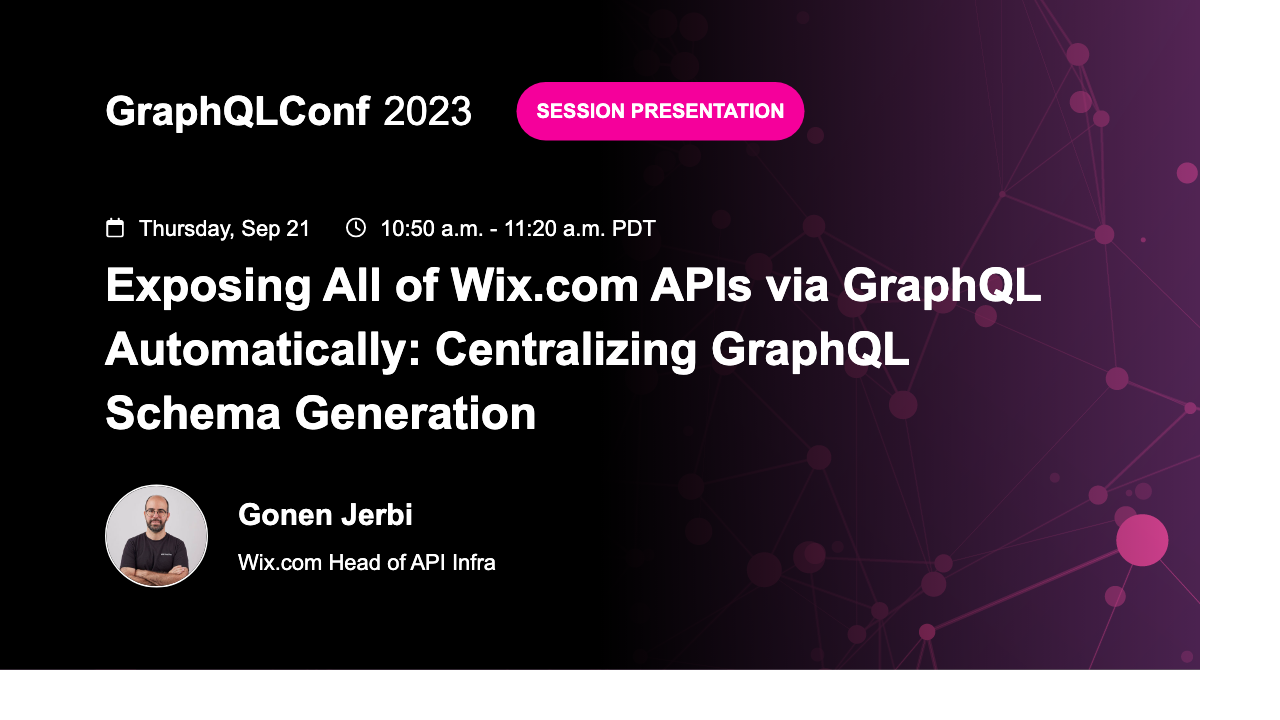 GraphQLConf 2023
SESSION PRESENTATION
Thursday, Sep 21
10:50 a.m. - 11:20 a.m. PDT
Exposing All of Wix.com APIs via GraphQL
Automatically: Centralizing GraphQL
Schema Generation
Gonen Jerbi
Wix.com Head of API Infra